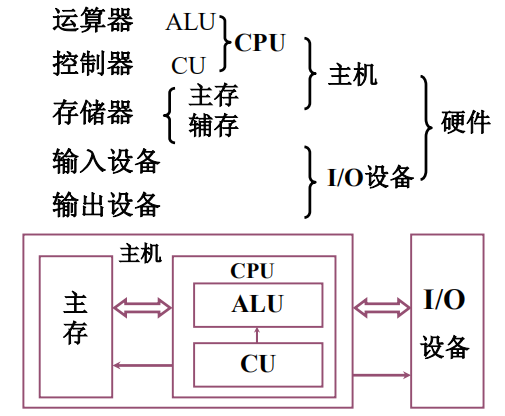 运算器 ALU
CPU
控制器 CU
主机
存储器 主存
辅存
硬件
输入设备
I/O设备
输出设备
主机
CPU
主存
ALU
CU
I/O
设备